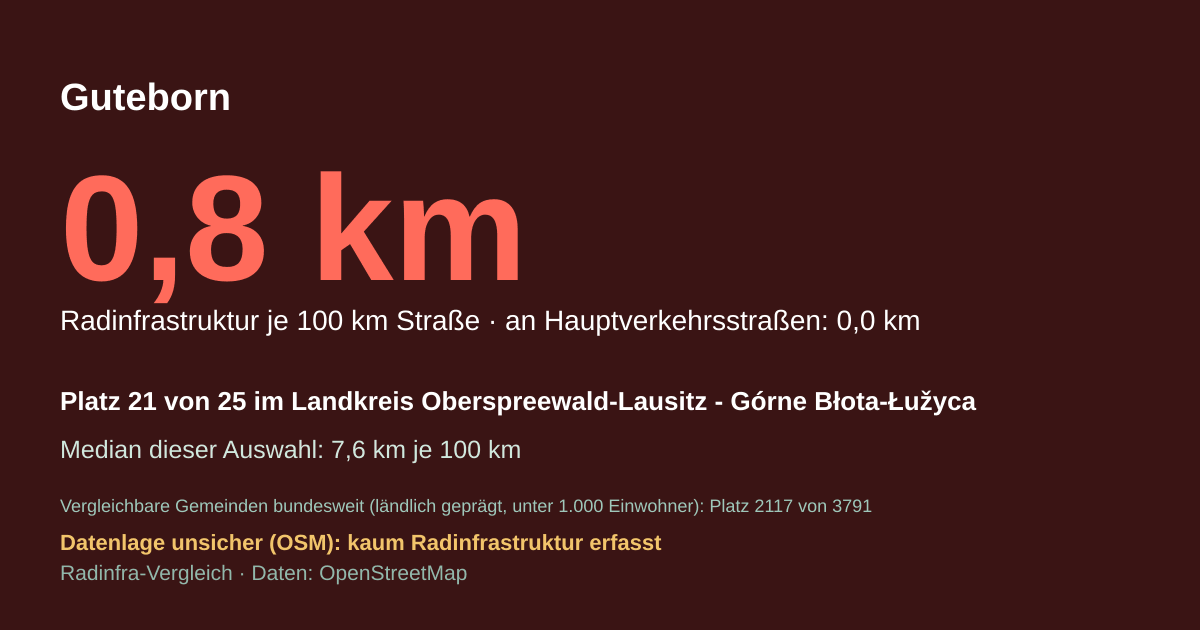 Guteborn
0,8 km
Radinfrastruktur je 100 km Straße · an Hauptverkehrsstraßen: 0,0 km
Platz 21 von 25 im Landkreis Oberspreewald-Lausitz - Górne Błota-Łužyca
Median dieser Auswahl: 7,6 km je 100 km
Vergleichbare Gemeinden bundesweit (ländlich geprägt, unter 1.000 Einwohner): Platz 2117 von 3791
Datenlage unsicher (OSM): kaum Radinfrastruktur erfasst
Radinfra-Vergleich · Daten: OpenStreetMap